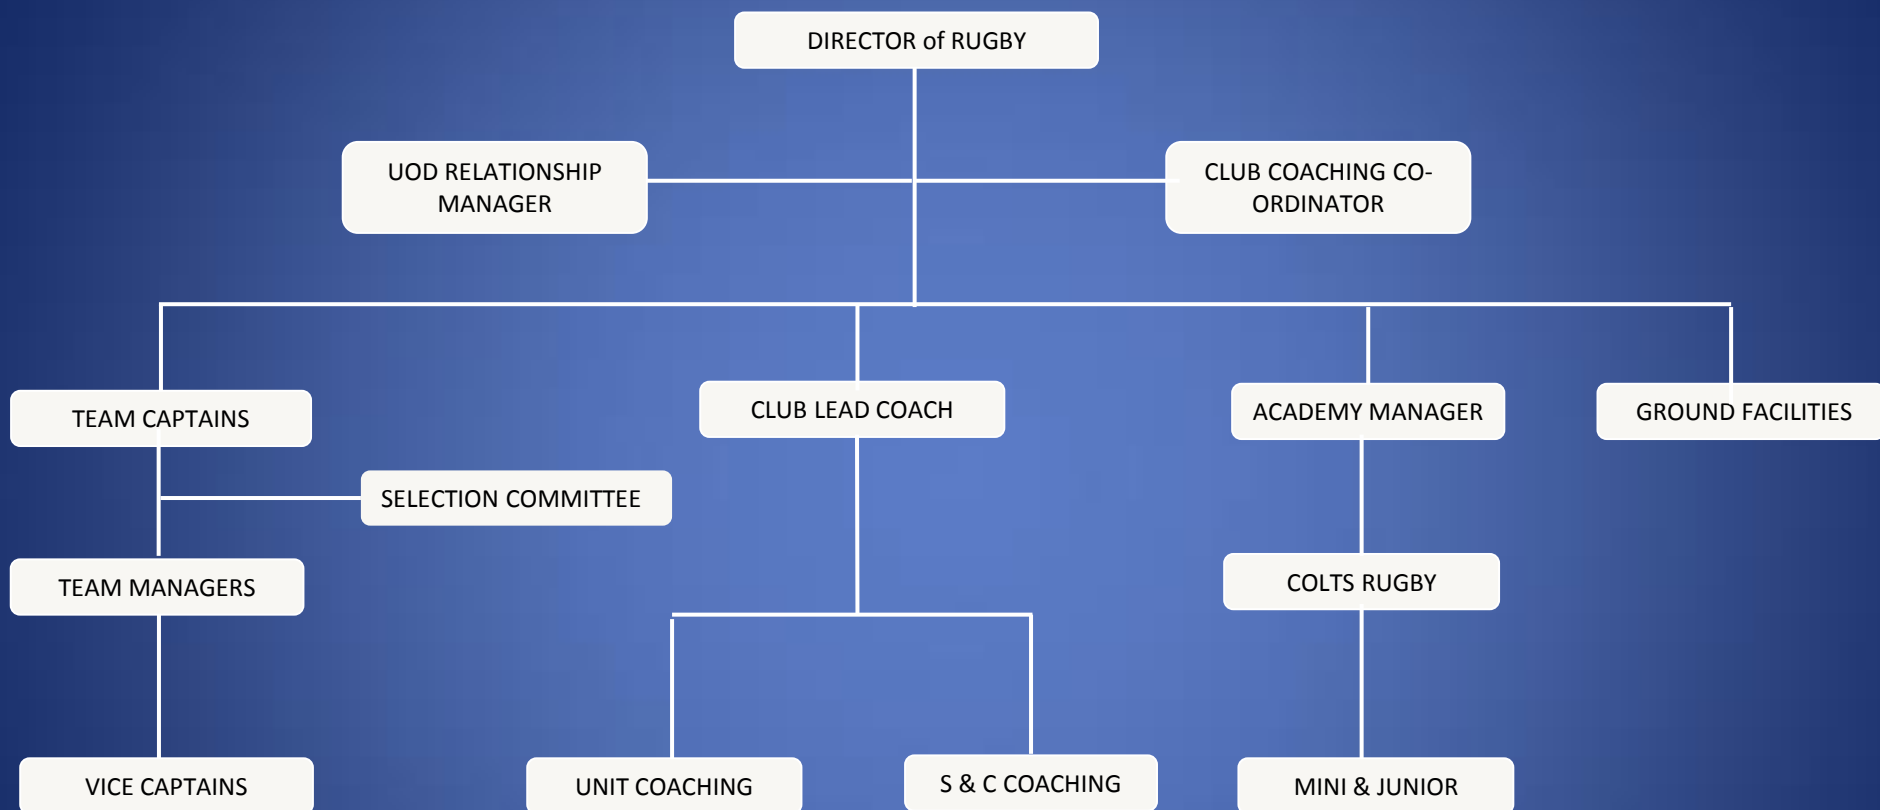 DIRECTOR of RUGBY
UOD RELATIONSHIP
MANAGER
CLUB COACHING CO-
ORDINATOR
TEAM CAPTAINS
CLUB LEAD COACH
ACADEMY MANAGER
GROUND FACILITIES
SELECTION COMMITTEE
TEAM MANAGERS
COLTS RUGBY
VICE CAPTAINS
UNIT COACHING
S & C COACHING
MINI & JUNIOR